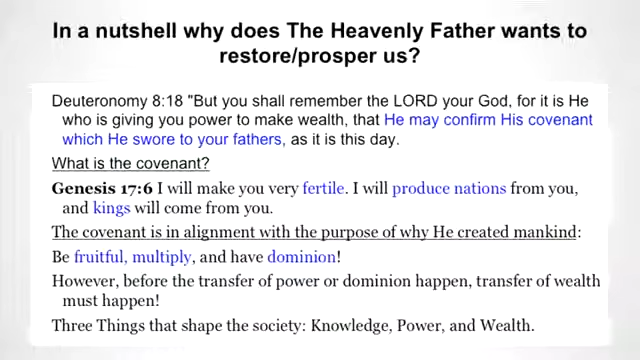 In a nutshell why does The Heavenly Father wants to
restore/prosper us?
Deuteronomy 8:18 "But you shall remember the LORD your God, for it is He
who is giving you power to make wealth, that He may confirm His covenant
which He swore to your fathers, as it is this day.
What is the covenant?
Genesis 17:6 I will make you very fertile. I will produce nations from you,
and kings will come from you.
The covenant is in alignment with the purpose of why He created mankind:
Be fruitful, multiply, and have dominion!
However, before the transfer of power or dominion happen, transfer of wealth
must happen!
Three Things that shape the society: Knowledge, Power, and Wealth.